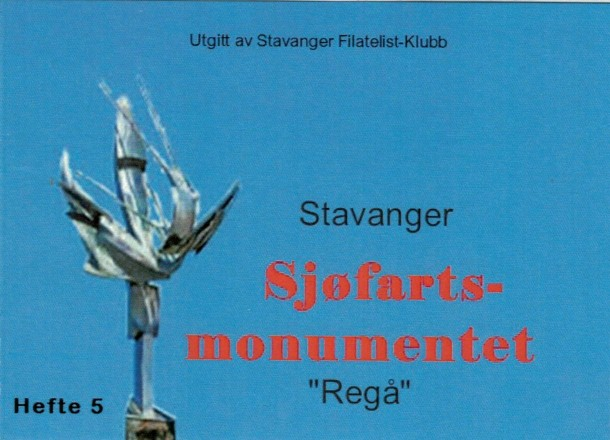 Utgitt av Stavanger Filatelist-Klubb
Stavanger
Sjøfarts-
monumentet
"Regå"
Hefte 5